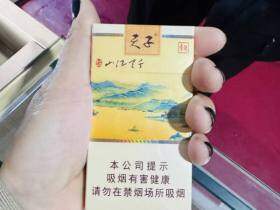 天子
千里江山
本公司提示
吸烟有害健康
请勿在禁烟场所吸烟